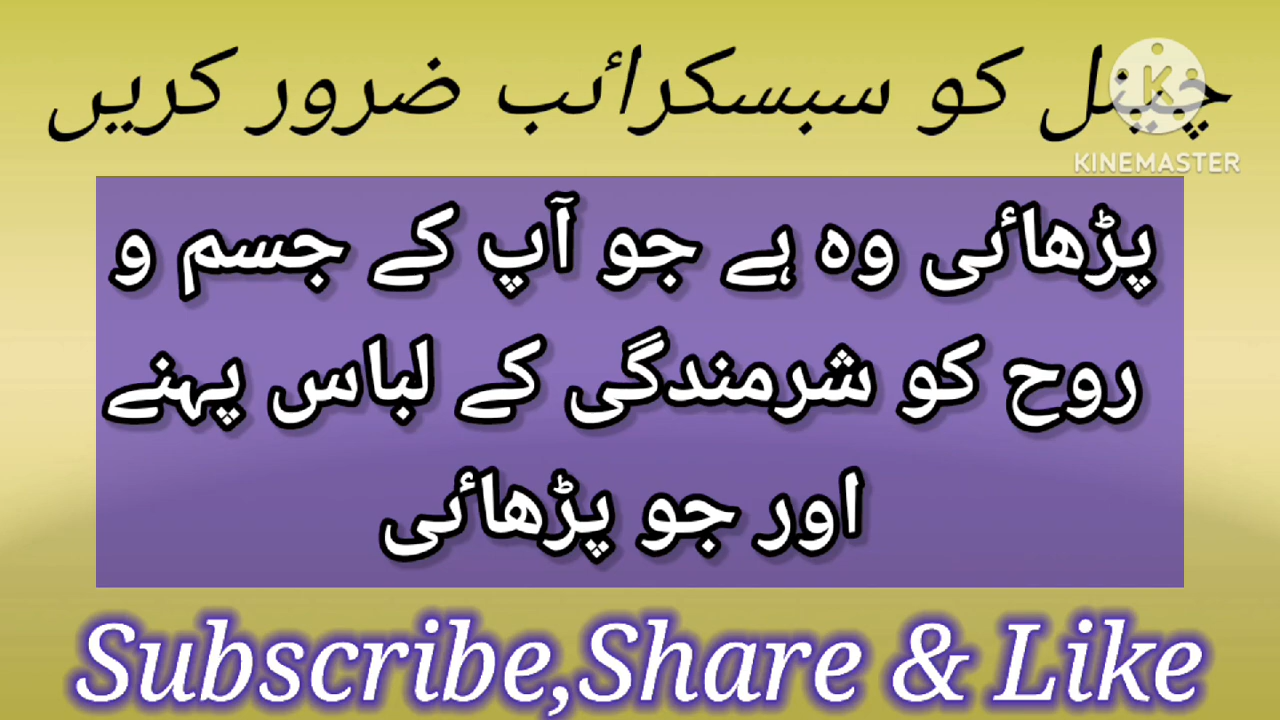 چینل کو سبسکرائب ضرور کریں
KINEMASTER
پڑھائی وہ ہے جو آپ کے جسم و
روح کو شرمندگی کے لباس پہنے
اور جو پڑھائی
Subscribe,Share & Like